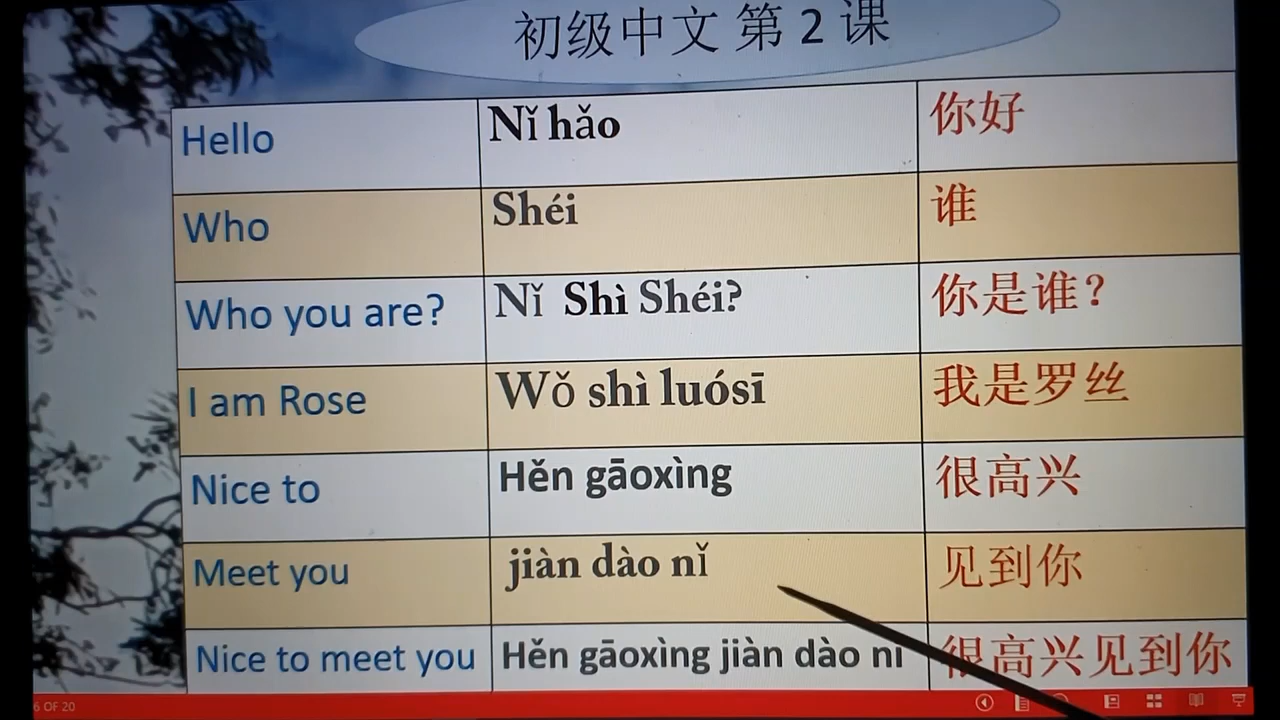 初级中文 第 2 课
Hello Nǐ hǎo 你好
Who Shéi 谁
Who you are? Nǐ Shì Shéi? 你是谁？
I am Rose Wǒ shì luósī 我是罗丝
Nice to Hěn gāoxìng 很高兴
Meet you jiàn dào nǐ 见到你
Nice to meet you Hěn gāoxìng jiàn dào nı 很高兴见到你
6 OF 20